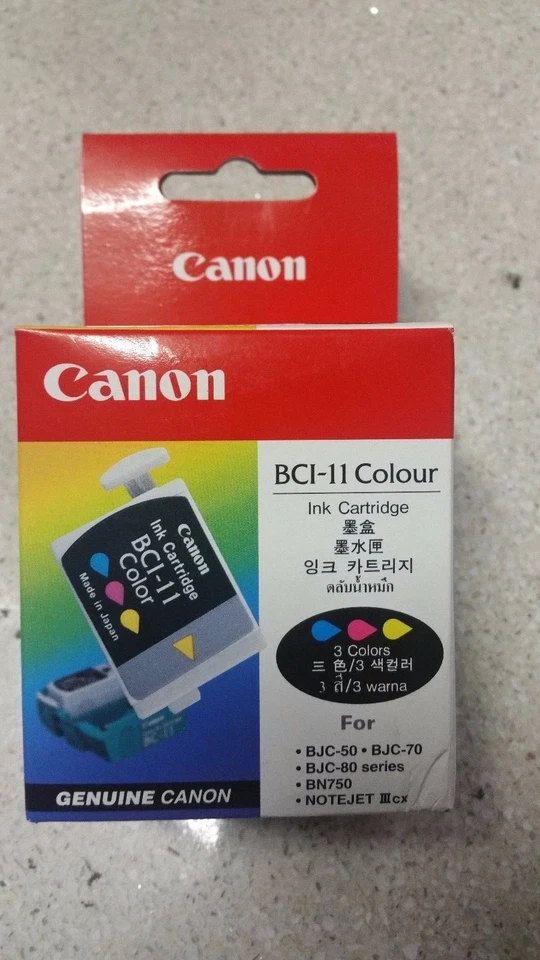 Canon
Canon
BCI-11 Colour
Ink Cartridge
墨盒
墨水匣
잉크 카트리지
ตลับน้ำหมึก
3 Colors
三 色/3 색컬러
3 สี/3 warna
For
• BJC-50 • BJC-70
• BJC-80 series
• BN750
• NOTEJET Ⅲcx
Canon
Ink Cartridge
BCI-11
Color
Made in Japan
Canon
BCI-11
GENUINE CANON